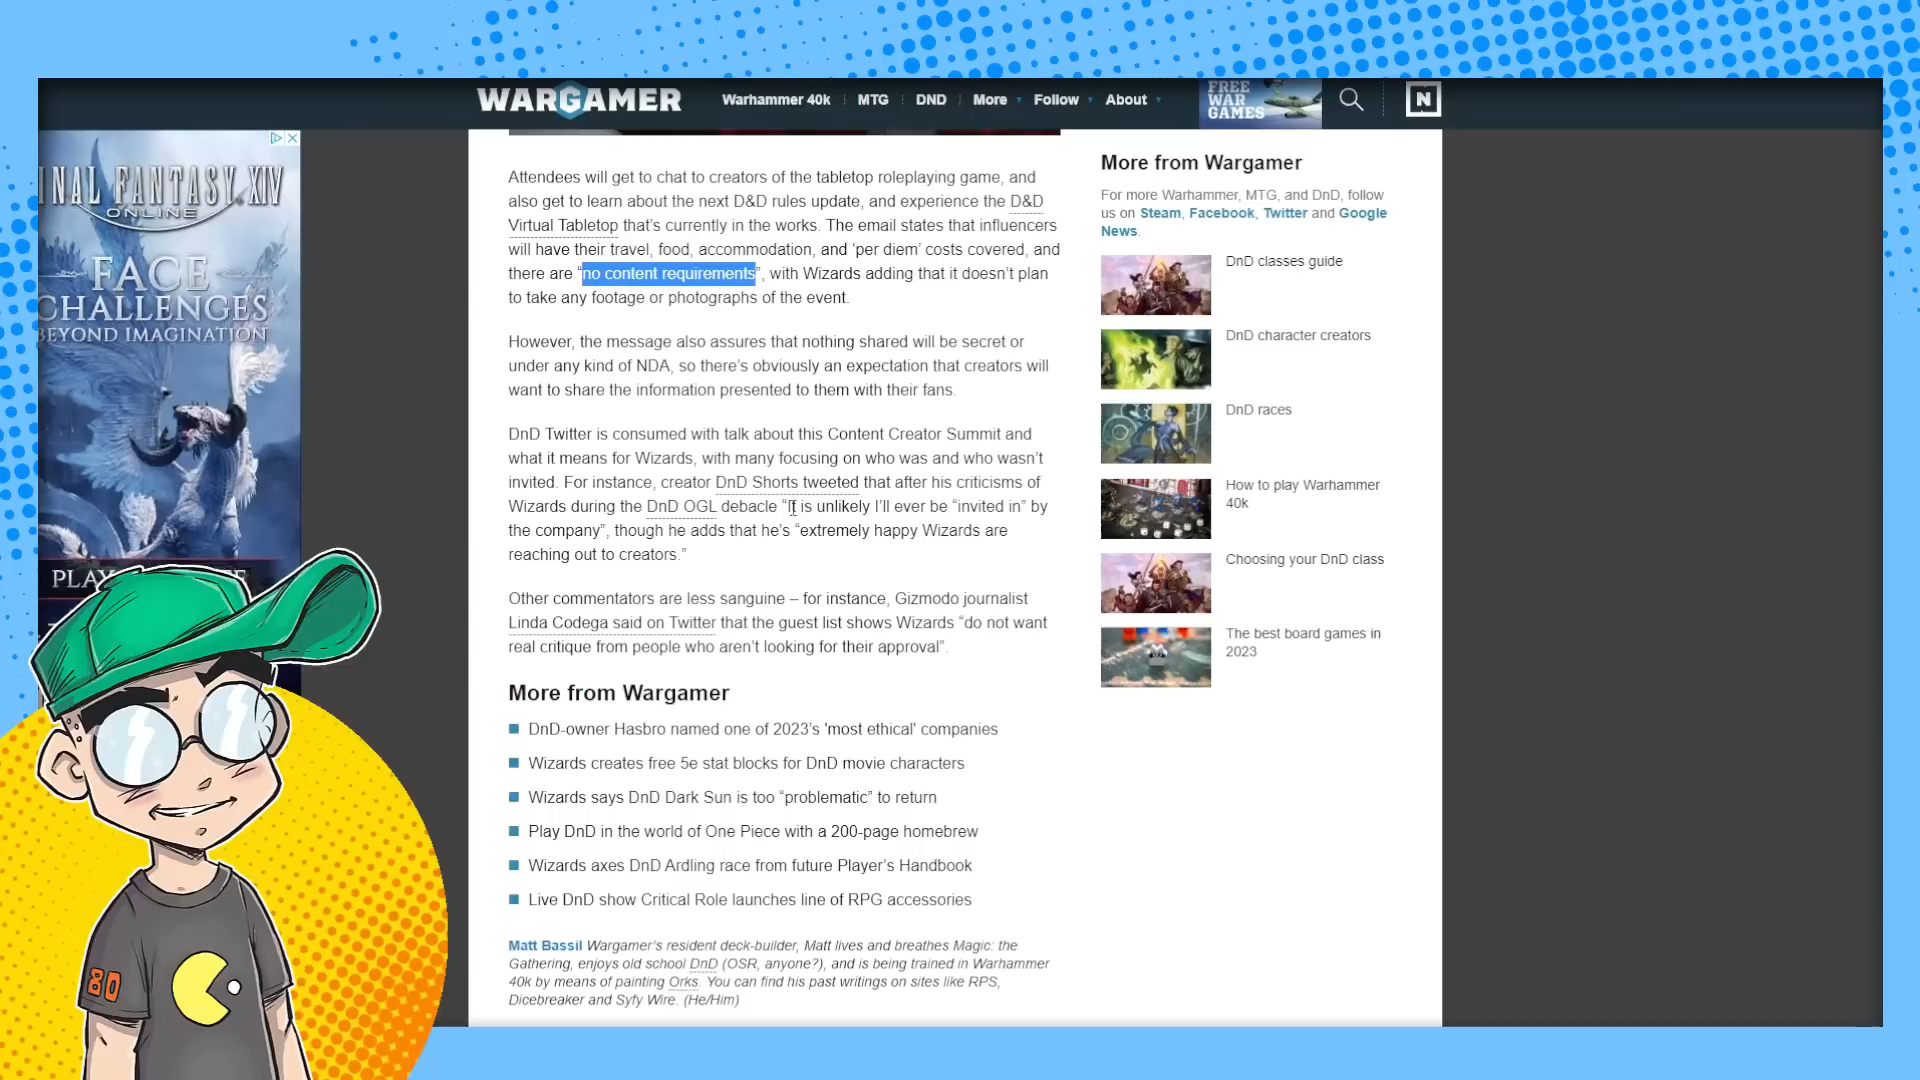 WARGAMER
Warhammer 40k
MTG
DND
More
Follow
About
FREE
WAR
GAMES
N
INAL FANTASY XIV
ONLINE
FACE
CHALLENGES
BEYOND IMAGINATION
Attendees will get to chat to creators of the tabletop roleplaying game, and
also get to learn about the next D&D rules update, and experience the D&D
Virtual Tabletop that’s currently in the works. The email states that influencers
will have their travel, food, accommodation, and ‘per diem’ costs covered, and
there are “no content requirements”, with Wizards adding that it doesn’t plan
to take any footage or photographs of the event.
However, the message also assures that nothing shared will be secret or
under any kind of NDA, so there’s obviously an expectation that creators will
want to share the information presented to them with their fans.
DnD Twitter is consumed with talk about this Content Creator Summit and
what it means for Wizards, with many focusing on who was and who wasn’t
invited. For instance, creator DnD Shorts tweeted that after his criticisms of
Wizards during the DnD OGL debacle “It is unlikely I’ll ever be “invited in” by
the company”, though he adds that he’s “extremely happy Wizards are
reaching out to creators.”
Other commentators are less sanguine – for instance, Gizmodo journalist
Linda Codega said on Twitter that the guest list shows Wizards “do not want
real critique from people who aren’t looking for their approval”.
More from Wargamer
DnD-owner Hasbro named one of 2023’s 'most ethical' companies
Wizards creates free 5e stat blocks for DnD movie characters
Wizards says DnD Dark Sun is too “problematic” to return
Play DnD in the world of One Piece with a 200-page homebrew
Wizards axes DnD Ardling race from future Player’s Handbook
Live DnD show Critical Role launches line of RPG accessories
Matt Bassil Wargamer’s resident deck-builder, Matt lives and breathes Magic: the
Gathering, enjoys old school DnD (OSR, anyone?), and is being trained in Warhammer
40k by means of painting Orks. You can find his past writings on sites like RPS,
Dicebreaker and Syfy Wire. (He/Him)
More from Wargamer
For more Warhammer, MTG, and DnD, follow
us on Steam, Facebook, Twitter and Google
News.
DnD classes guide
DnD character creators
DnD races
How to play Warhammer
40k
Choosing your DnD class
The best board games in
2023
80